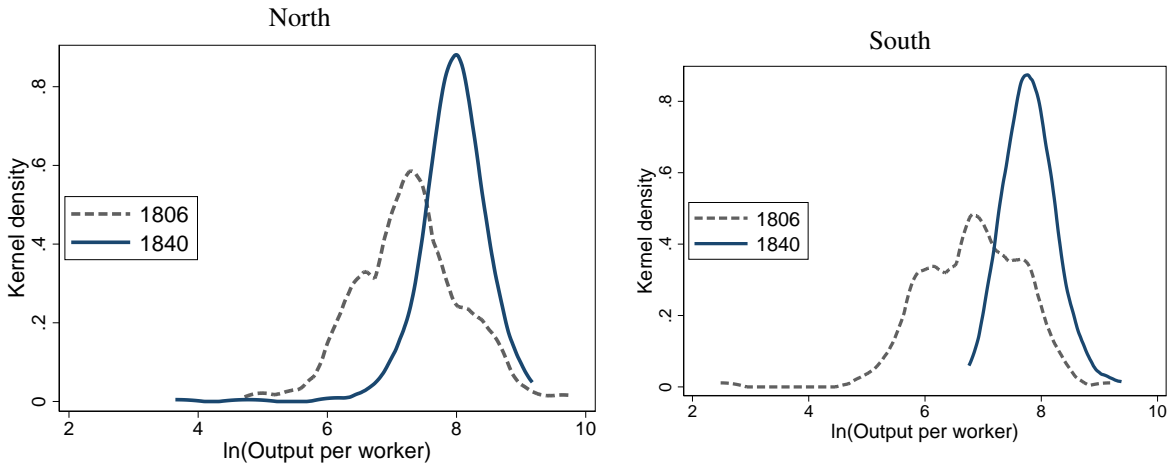 North
Kernel density
.8
.6
.4
.2
0
1806
1840
2 4 6 8 10
ln(Output per worker)
South
Kernel density
.8
.6
.4
.2
0
1806
1840
2 4 6 8 10
ln(Output per worker)